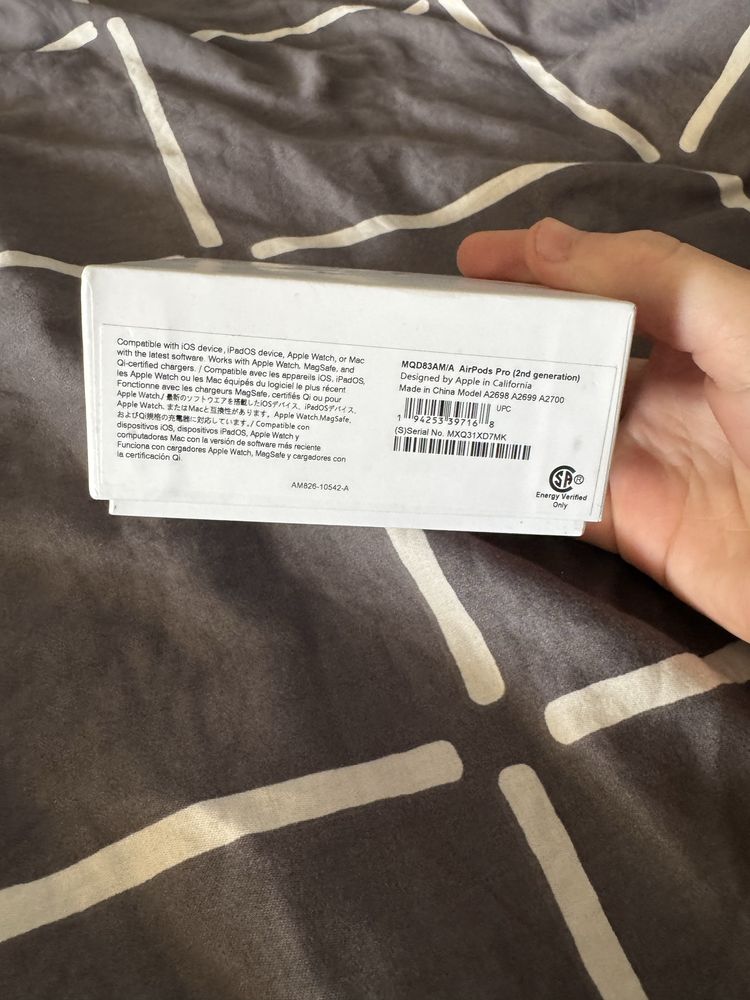 Compatible with iOS device, iPadOS device, Apple Watch, or Mac
with the latest software. Works with Apple Watch, MagSafe, and
Qi-certified chargers. / Compatible avec les appareils iOS, iPadOS,
les Apple Watch ou les Mac équipés du logiciel le plus récent
Fonctionne avec les chargeurs MagSafe, certifiés Qi ou pour
Apple Watch / 最新のソフトウエアを搭載したiOSデバイス、iPadOSデバイス、
Apple Watch、またはMacと互換性があります。Apple Watch、MagSafe、
およびQi規格の充電器に対応しています。/ Compatible con
dispositivos iOS, dispositivos iPadOS, Apple Watch y
computadoras Mac con la versión de software más reciente
Funciona con cargadores Apple Watch, MagSafe y cargadores con
la certificación Qi.
AM826-10542-A
MQD83AM/A AirPods Pro (2nd generation)
Designed by Apple in California
Made in China Model A2698 A2699 A2700
UPC
1 94253 39716 8
(S)Serial No. MXQ31XD7MK
SA ®
Energy Verified
Only